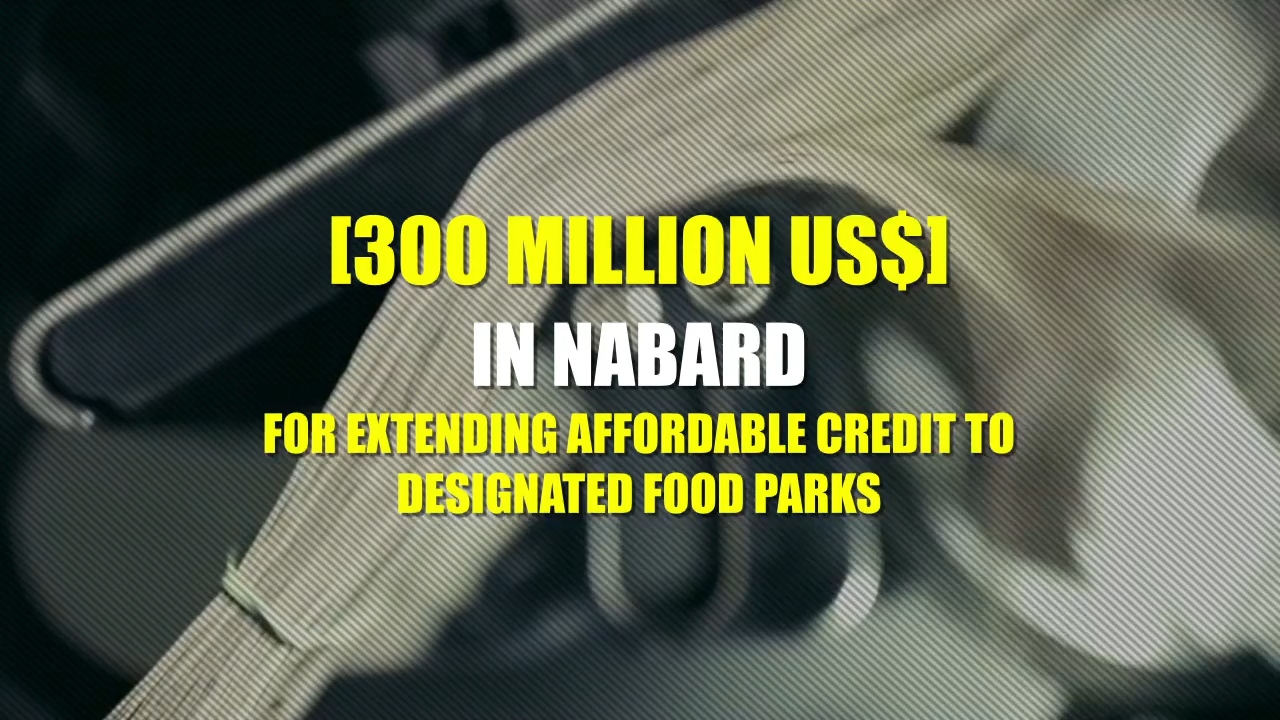 [300 MILLION US$]
IN NABARD
FOR EXTENDING AFFORDABLE CREDIT TO
DESIGNATED FOOD PARKS